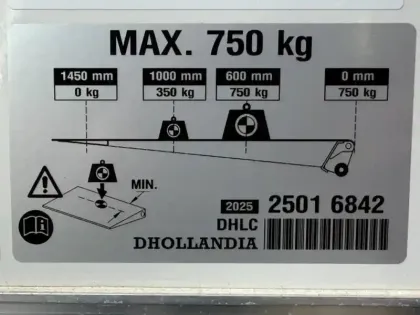 MAX. 750 kg
1450 mm 1000 mm 600 mm 0 mm
0 kg 350 kg 750 kg 750 kg
MIN.
2025 2501 6842
DHLC
DHOLLANDIA